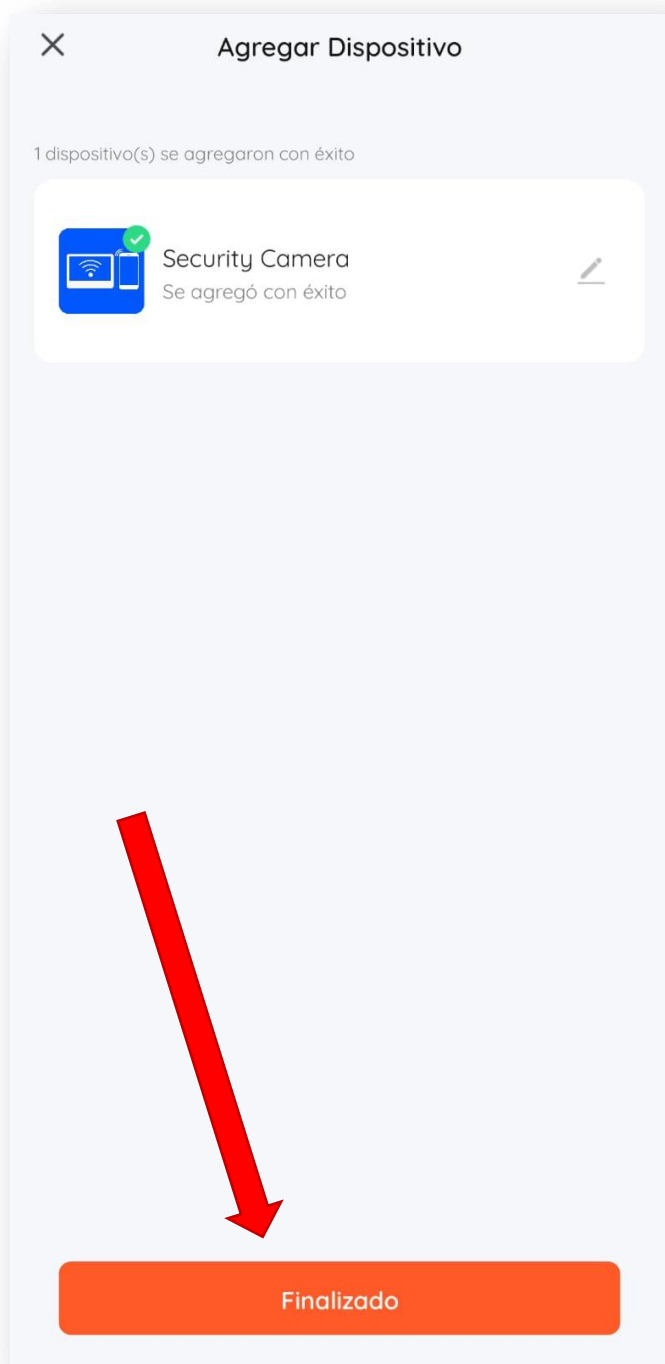 Agregar Dispositivo
1 dispositivo(s) se agregaron con éxito
Security Camera
Se agregó con éxito
Finalizado